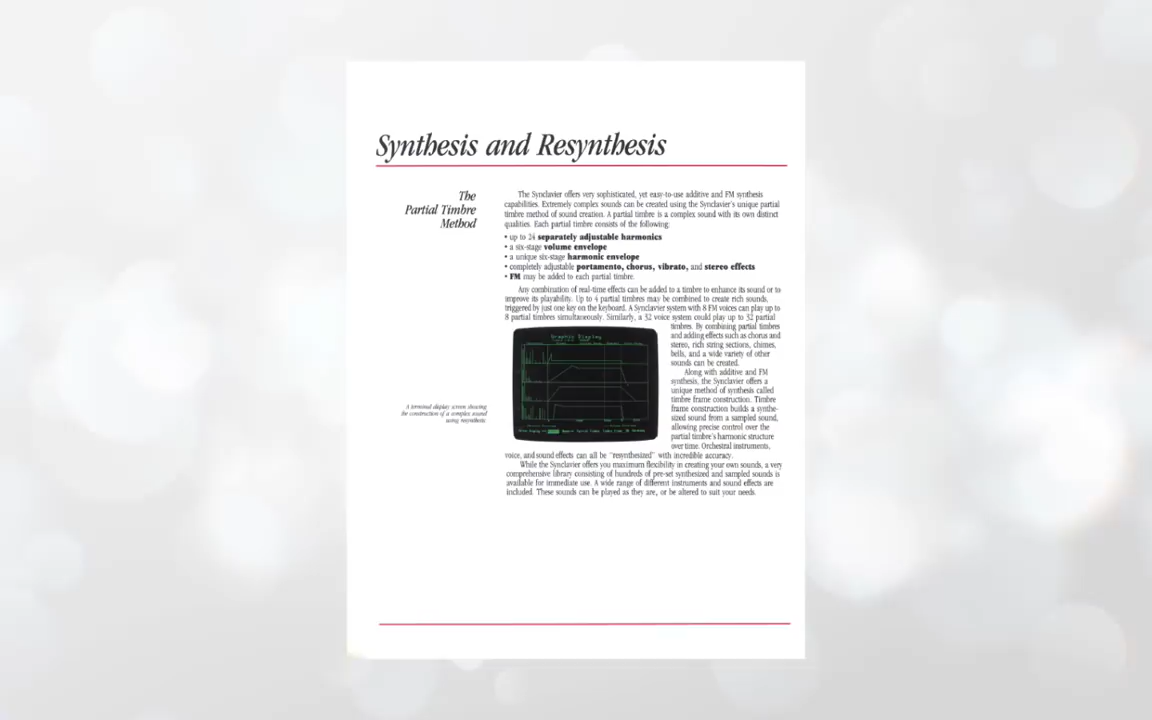 Synthesis and Resynthesis
The
Partial Timbre
Method
The Synclavier offers very sophisticated, yet easy-to-use additive and FM synthesis
capabilities. Extremely complex sounds can be created using the Synclavier's unique partial
timbre method of sound creation. A partial timbre is a complex sound with its own distinct
qualities. Each partial timbre consists of the following:
• up to 24 separately adjustable harmonics
• a six-stage volume envelope
• a unique six-stage harmonic envelope
• completely adjustable portamento, chorus, vibrato, and stereo effects
• FM may be added to each partial timbre.
Any combination of real-time effects can be added to a timbre to enhance its sound or to
improve its playability. Up to 4 partial timbres may be combined to create rich sounds,
triggered by just one key on the keyboard. A Synclavier system with 8 FM voices can play up to
8 partial timbres simultaneously. Similarly, a 32 voice system could play up to 32 partial
timbres. By combining partial timbres
and adding effects such as chorus and
stereo, rich string sections, chimes,
bells, and a wide variety of other
sounds can be created.
Along with additive and FM
synthesis, the Synclavier offers a
unique method of synthesis called
timbre frame construction. Timbre
frame construction builds a synthe-
sized sound from a sampled sound,
allowing precise control over the
partial timbre's harmonic structure
over time. Orchestral instruments,
voice, and sound effects can all be "resynthesized" with incredible accuracy.
While the Synclavier offers you maximum flexibility in creating your own sounds, a very
comprehensive library consisting of hundreds of pre-set synthesized and sampled sounds is
available for immediate use. A wide range of different instruments and sound effects are
included. These sounds can be played as they are, or be altered to suit your needs.
Graphic Display
A terminal display screen showing
the construction of a complex sound
using resynthesis